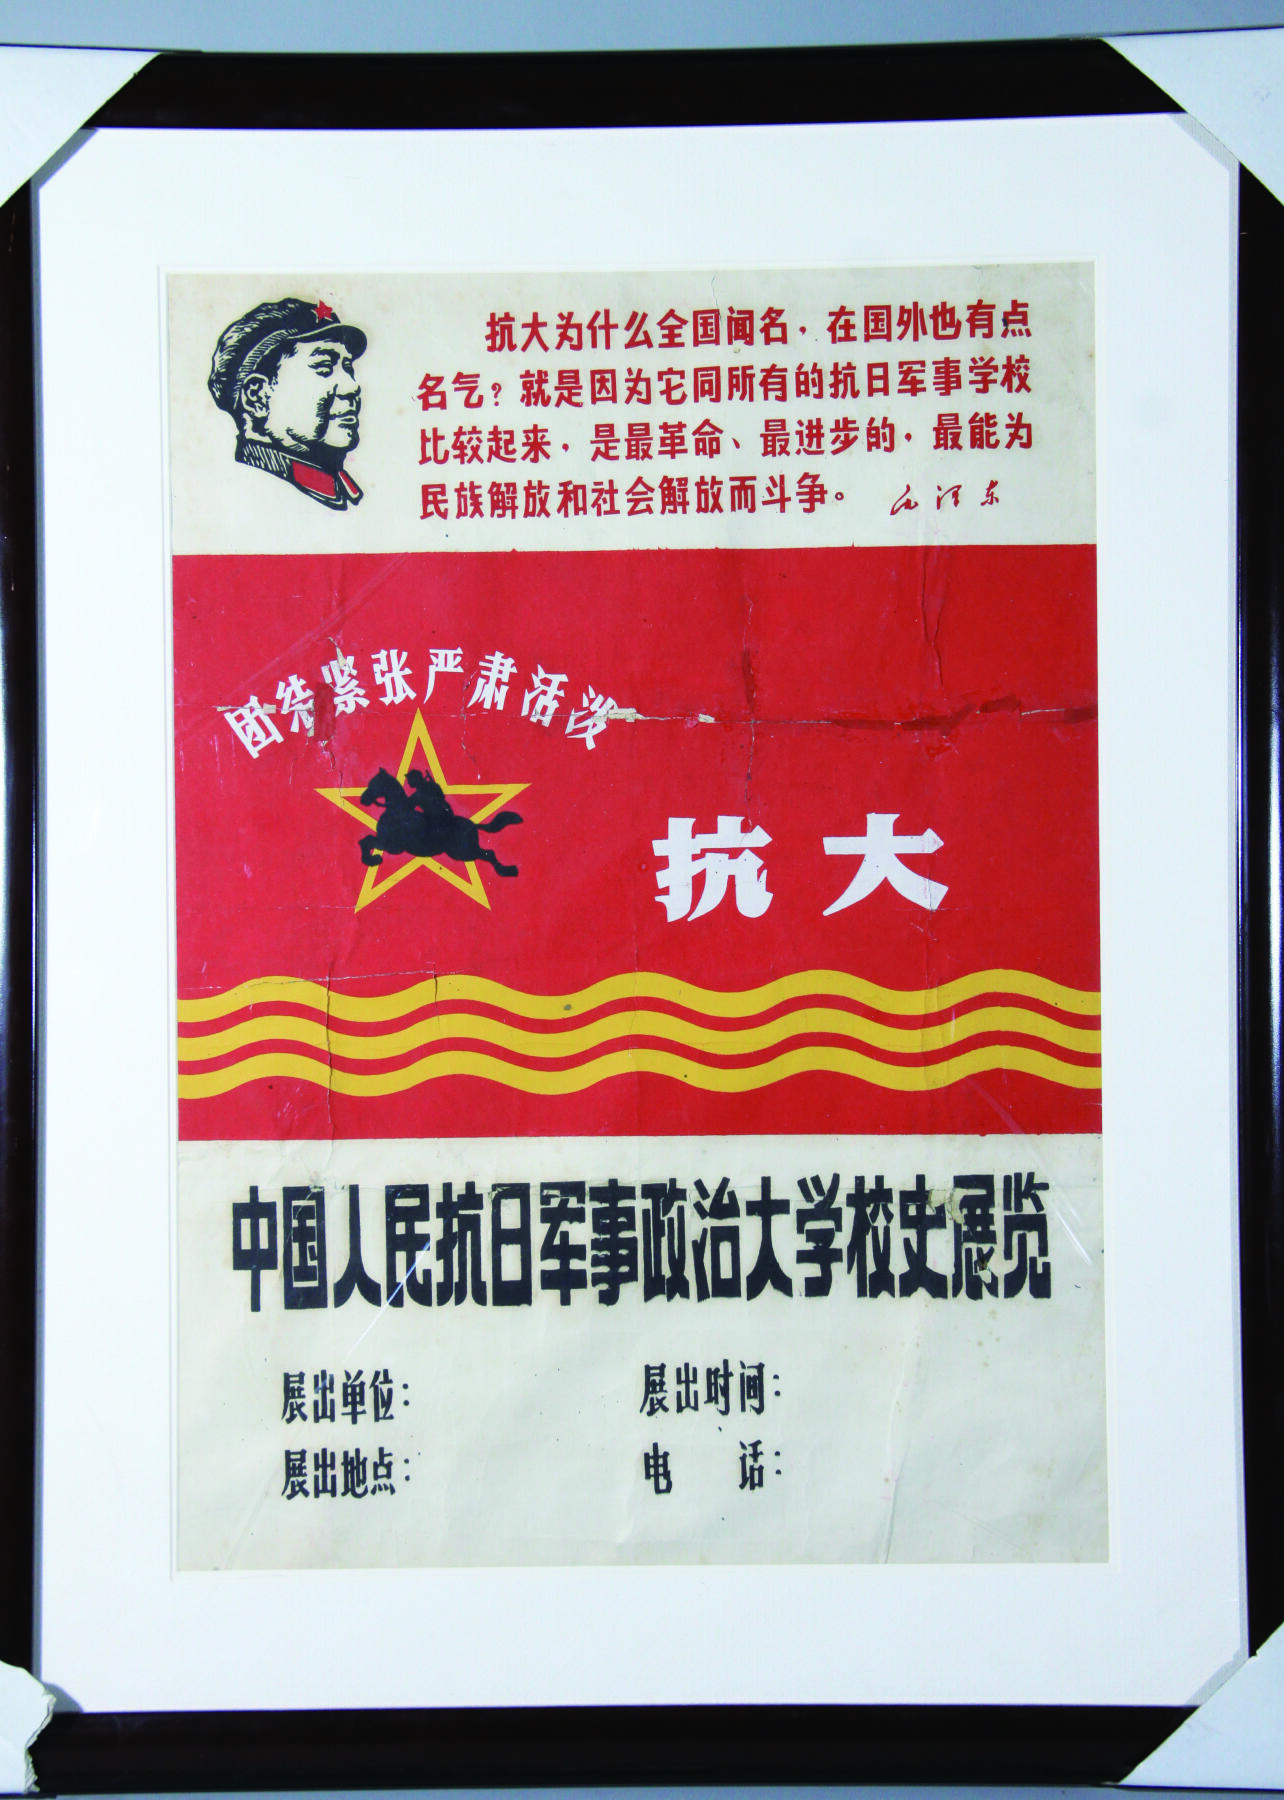 抗大为什么全国闻名，在国外也有点
名气？就是因为它同所有的抗日军事学校
比较起来，是最革命、最进步的，最能为
民族解放和社会解放而斗争。 毛泽东
团结紧张严肃活泼
抗大
中国人民抗日军事政治大学校史展览
展出单位： 展出时间：
展出地点： 电 话：